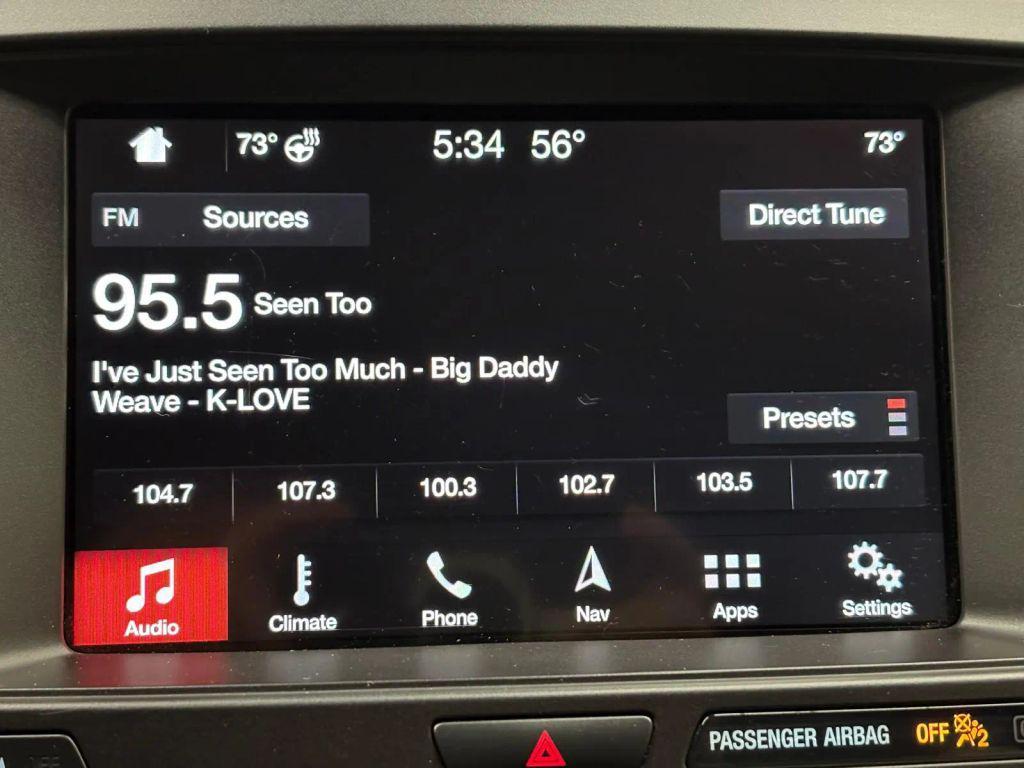 73° 5:34 56° 73°
FM Sources Direct Tune
95.5 Seen Too
I've Just Seen Too Much - Big Daddy
Weave - K-LOVE
Presets
104.7 107.3 100.3 102.7 103.5 107.7
Audio Climate Phone Nav Apps Settings
PASSENGER AIRBAG OFF 2